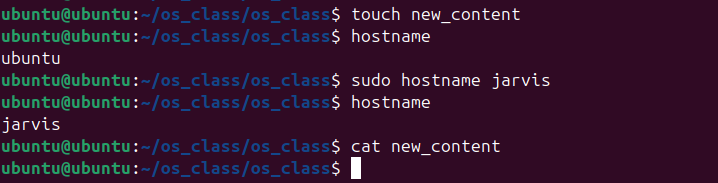 ubuntu@ubuntu:~/os_class/os_class$ touch new_content
ubuntu@ubuntu:~/os_class/os_class$ hostname
ubuntu
ubuntu@ubuntu:~/os_class/os_class$ sudo hostname jarvis
ubuntu@ubuntu:~/os_class/os_class$ hostname
jarvis
ubuntu@ubuntu:~/os_class/os_class$ cat new_content
ubuntu@ubuntu:~/os_class/os_class$